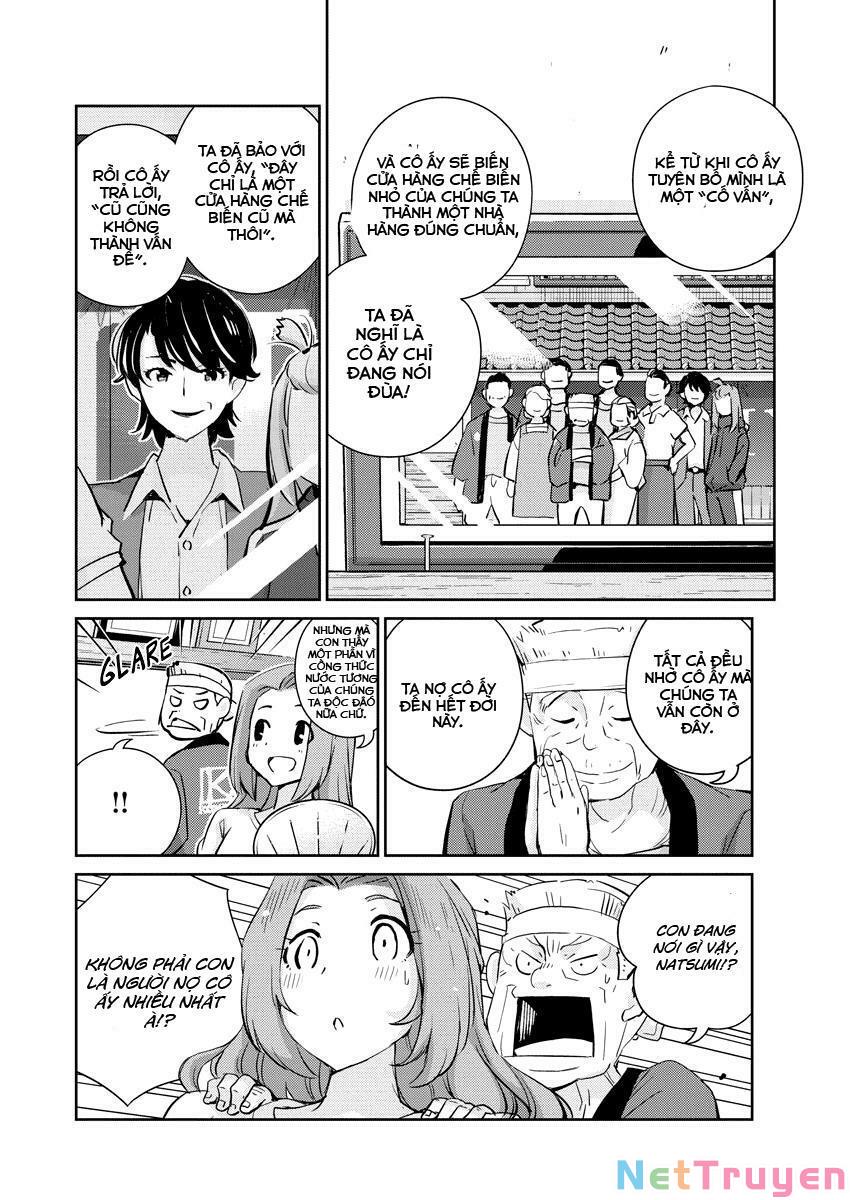 KỂ TỪ KHI CÔ ẤY
TUYÊN BỐ MÌNH LÀ
MỘT "CỐ VẤN",
VÀ CÔ ẤY SẼ BIẾN
CỬA HÀNG CHẾ BIẾN
NHỎ CỦA CHÚNG TA
THÀNH MỘT NHÀ
HÀNG ĐÚNG CHUẨN,
TA ĐÃ
NGHĨ LÀ
CÔ ẤY CHỈ
ĐANG NÓI
ĐÙA!
TA ĐÃ BẢO VỚI
CÔ ẤY, "ĐÂY
CHỈ LÀ MỘT
CỬA HÀNG CHẾ
BIẾN CŨ MÀ
THÔI".
RỒI CÔ ẤY
TRẢ LỜI,
"CŨ CŨNG
KHÔNG
THÀNH VẤN
ĐỀ".
TẤT CẢ ĐỀU
NHỜ CÔ ẤY MÀ
CHÚNG TA
VẪN CÒN Ở
ĐÂY.
TA NỢ CÔ ẤY
ĐẾN HẾT ĐỜI
NÀY.
NHƯNG MÀ
CON THẤY
MỘT PHẦN VÌ
CÔNG THỨC
NƯỚC TƯƠNG
CỦA CHÚNG
TA ĐỘC ĐÁO
NỮA CHỨ.
GLARE
!!
K
CON ĐANG
NÓI GÌ VẬY,
NATSUMI!?
KHÔNG PHẢI CON
LÀ NGƯỜI NỢ CÔ
ẤY NHIỀU NHẤT
À!?
NetTruyen